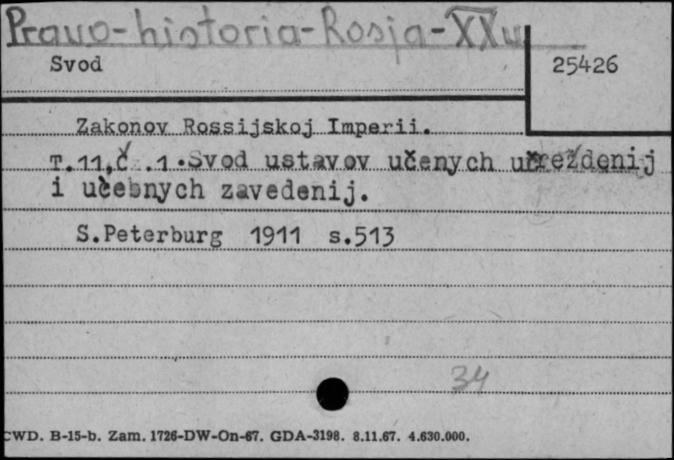 Prawo-historia-Rosja-XXw
Svod
25426
Zakonov Rossijskoj Imperii.
T.11,č .1.Svod ustavov učenych učreždenij
i učebnych zavedenij.
S.Peterburg 1911 s.513
34
CWD. B-15-b. Zam. 1726-DW-On-67. GDA-3198. 8.11.67. 4.630.000.